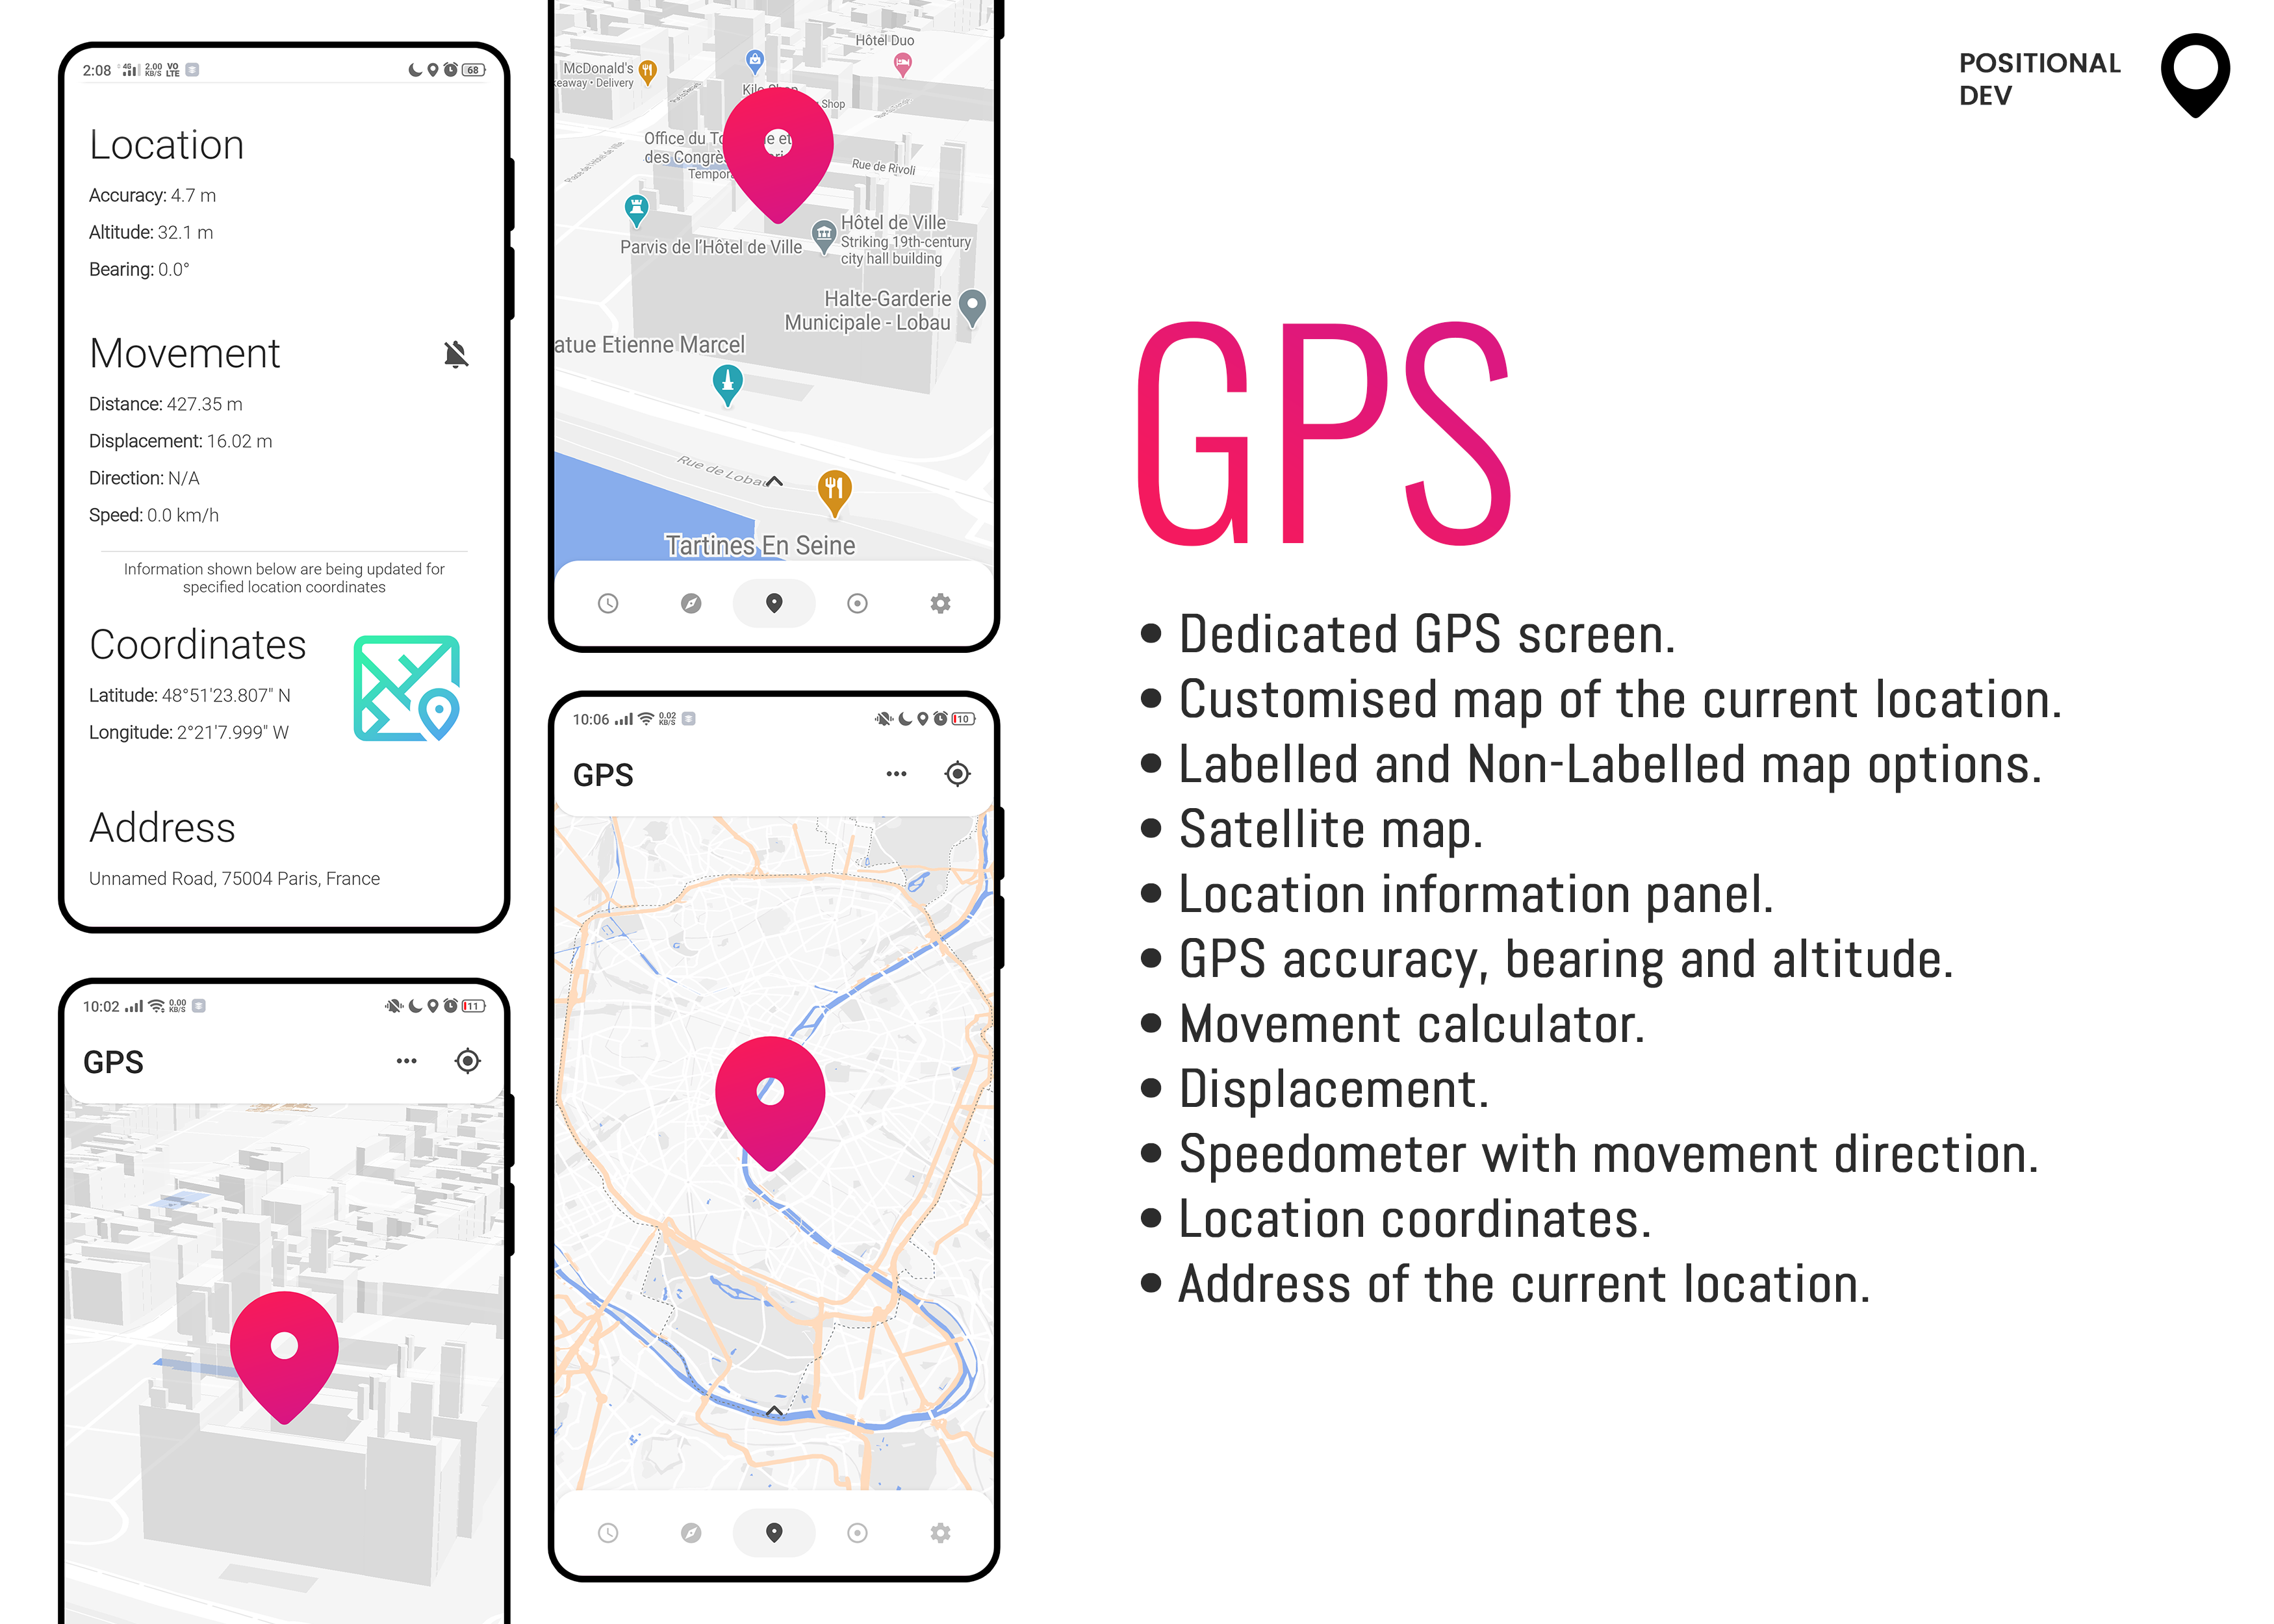 2:08 4G 2.00 KB/S VO LTE 68
Location
Accuracy: 4.7 m
Altitude: 32.1 m
Bearing: 0.0°
Movement
Distance: 427.35 m
Displacement: 16.02 m
Direction: N/A
Speed: 0.0 km/h
Information shown below are being updated for
specified location coordinates
Coordinates
Latitude: 48°51'23.807" N
Longitude: 2°21'7.999" W
Address
Unnamed Road, 75004 Paris, France
10:02 0.00 KB/S 11
GPS
Hôtel Duo
McDonald's
eaway • Delivery
Shop
Office du
des
Rue de Rivoli
Hôtel de Ville
Striking 19th-century
city hall building
Parvis de l'Hôtel de Ville
Halte-Garderie
Municipale - Lobau
atue Etienne Marcel
Rue de Lobau
Tartines En Seine
10:06 0.02 KB/S 10
GPS
POSITIONAL
DEV
GPS
• Dedicated GPS screen.
• Customised map of the current location.
• Labelled and Non-Labelled map options.
• Satellite map.
• Location information panel.
• GPS accuracy, bearing and altitude.
• Movement calculator.
• Displacement.
• Speedometer with movement direction.
• Location coordinates.
• Address of the current location.